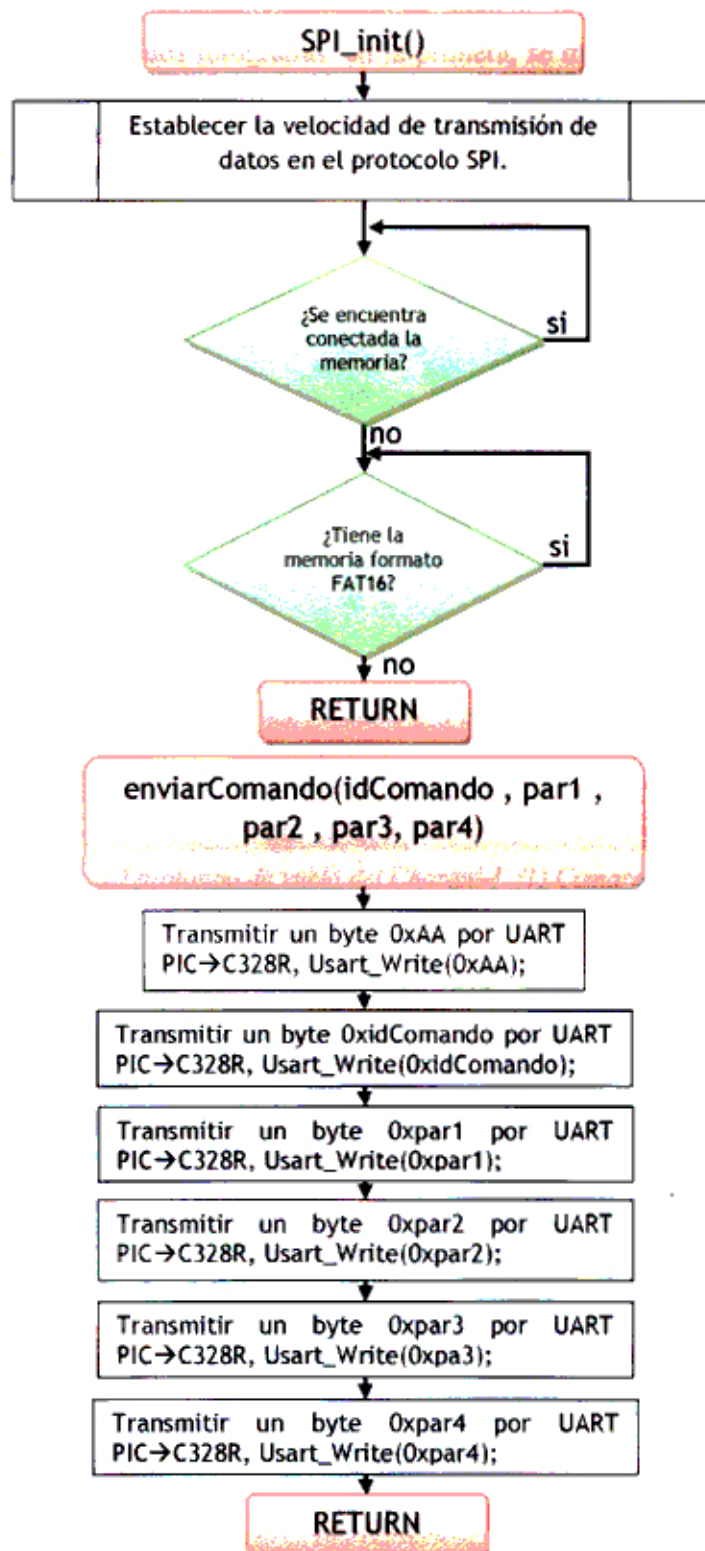 SPI_init()
Establecer la velocidad de transmisión de
datos en el protocolo SPI.
¿Se encuentra
conectada la
memoria?
si
no
¿Tiene la
memoria formato
FAT16?
si
no
RETURN
enviarComando(idComando , par1 ,
par2 , par3, par4)
Transmitir un byte 0xAA por UART
PIC→C328R, Usart_Write(0xAA);
Transmitir un byte 0xidComando por UART
PIC→C328R, Usart_Write(0xidComando);
Transmitir un byte 0xpar1 por UART
PIC→C328R, Usart_Write(0xpar1);
Transmitir un byte 0xpar2 por UART
PIC→C328R, Usart_Write(0xpar2);
Transmitir un byte 0xpar3 por UART
PIC→C328R, Usart_Write(0xpa3);
Transmitir un byte 0xpar4 por UART
PIC→C328R, Usart_Write(0xpar4);
RETURN